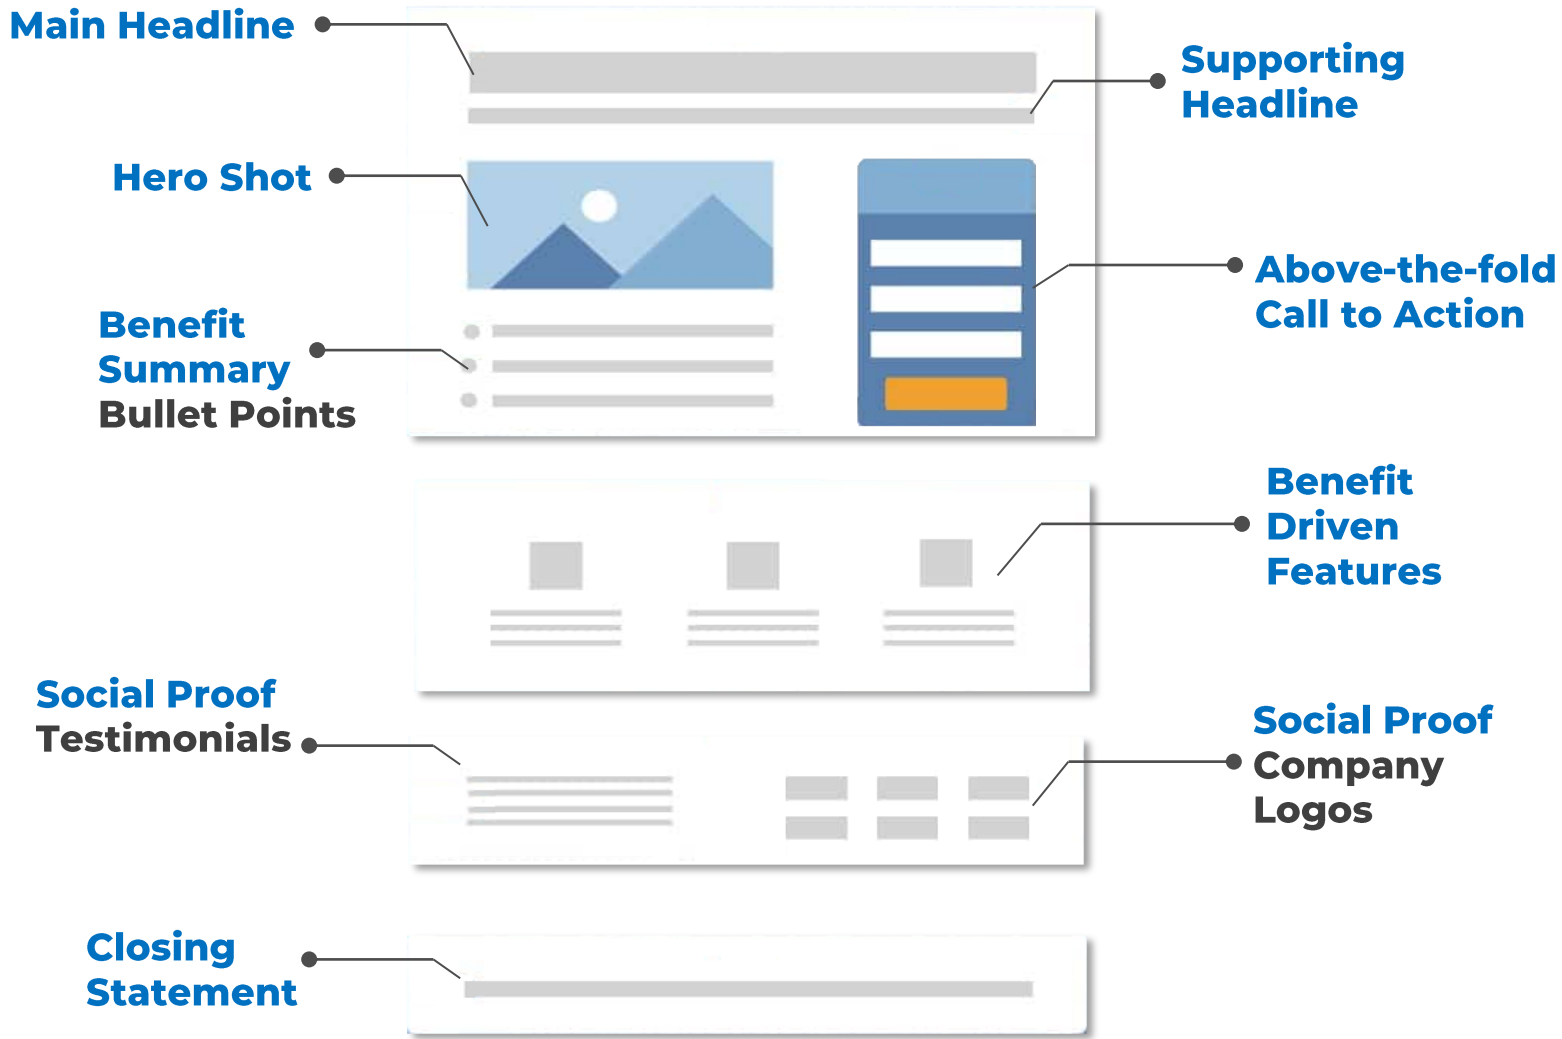 Main Headline
Supporting
Headline
Hero Shot
Above-the-fold
Call to Action
Benefit
Summary
Bullet Points
Benefit
Driven
Features
Social Proof
Testimonials
Social Proof
Company
Logos
Closing
Statement